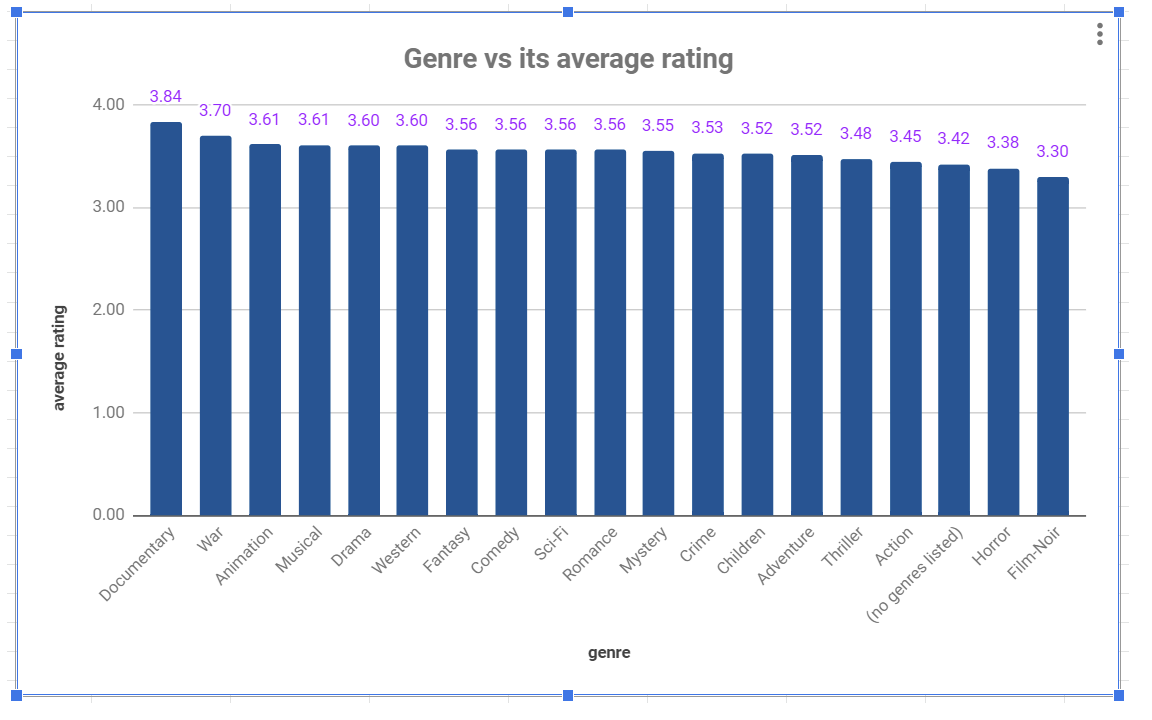 Genre vs its average rating
4.00
3.00
2.00
1.00
0.00
average rating
3.84
3.70
3.61
3.61
3.60
3.60
3.56
3.56
3.56
3.56
3.55
3.53
3.52
3.52
3.48
3.45
3.42
3.38
3.30
Documentary
War
Animation
Musical
Drama
Western
Fantasy
Comedy
Sci-Fi
Romance
Mystery
Crime
Children
Adventure
Thriller
Action
(no genres listed)
Horror
Film-Noir
genre